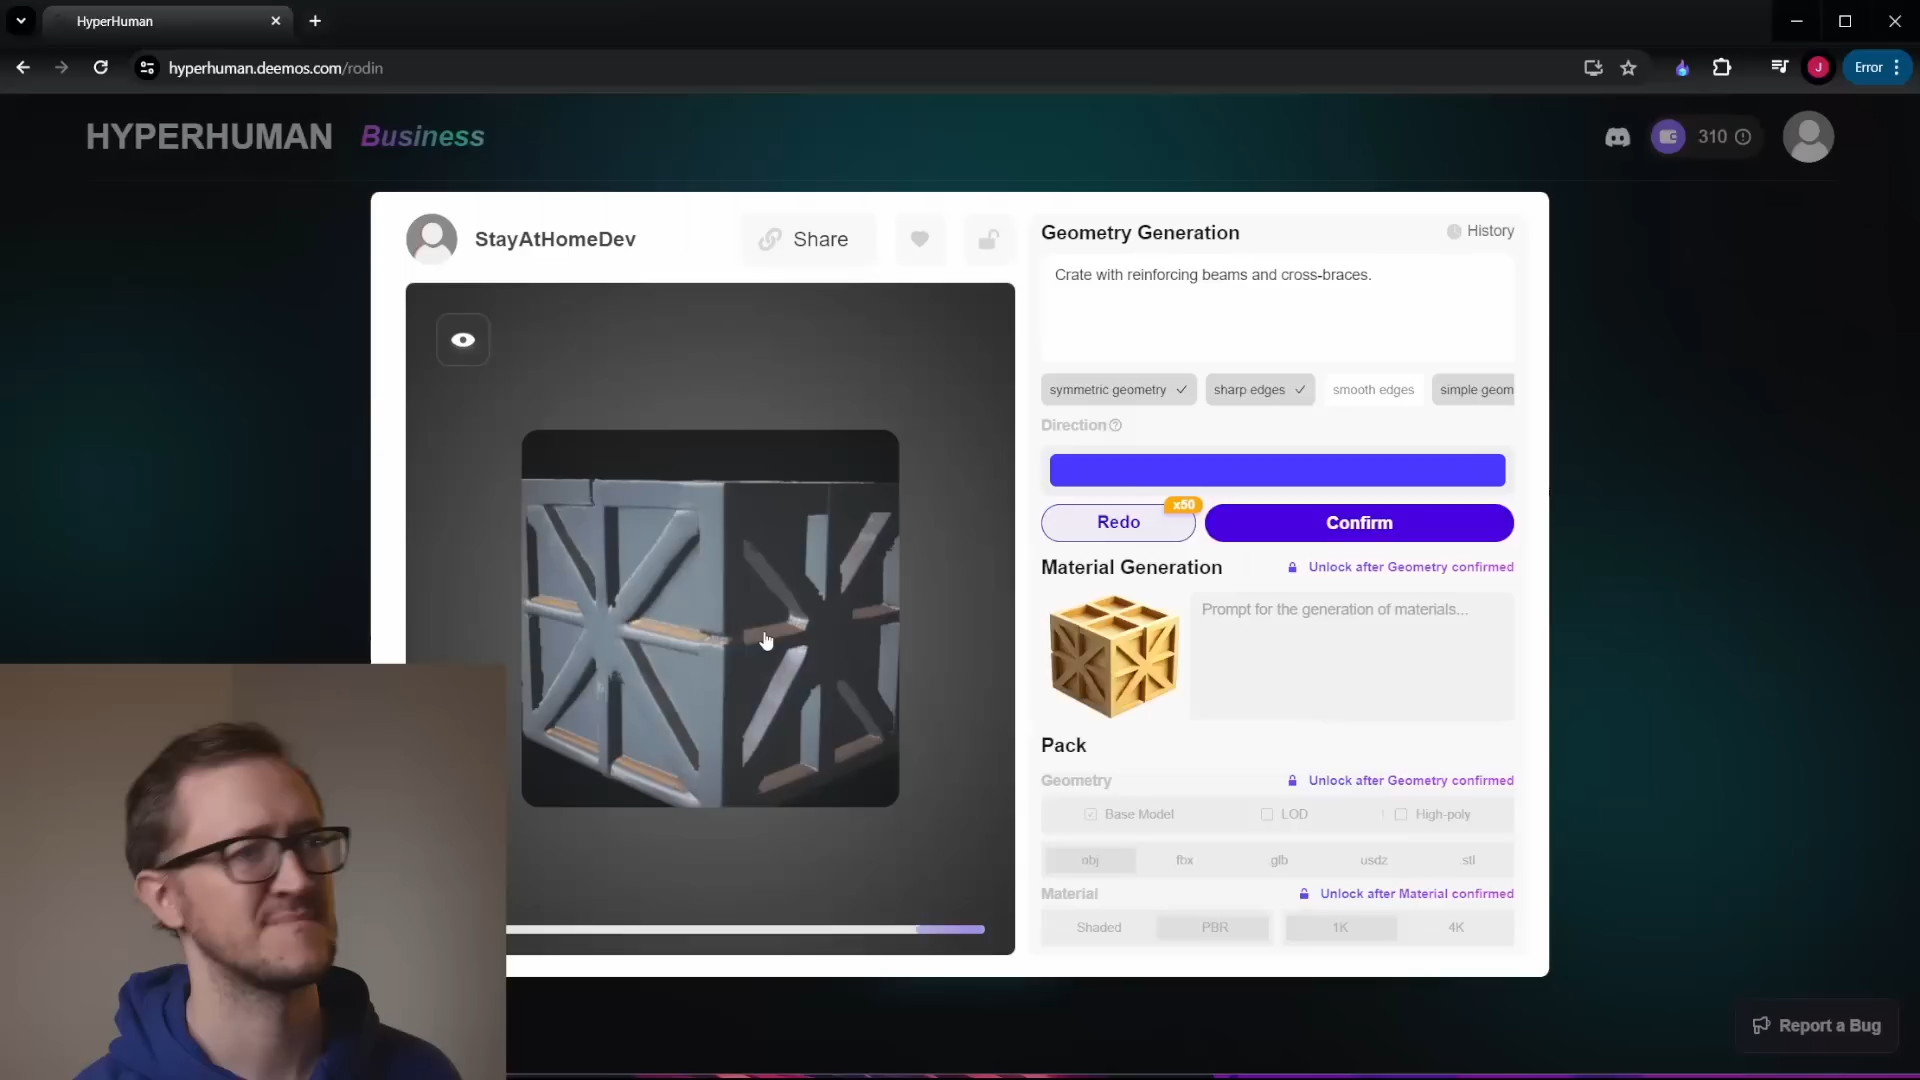 HyperHuman
hyperhuman.deemos.com/rodin
J
Error
HYPERHUMAN Business
310
StayAtHomeDev
Share
Geometry Generation
History
Crate with reinforcing beams and cross-braces.
symmetric geometry
sharp edges
smooth edges
simple geom
Direction
x50
Redo
Confirm
Material Generation
Unlock after Geometry confirmed
Prompt for the generation of materials...
Pack
Geometry
Unlock after Geometry confirmed
Base Model
LOD
High-poly
obj
fbx
glb
usdz
stl
Material
Unlock after Material confirmed
Shaded
PBR
1K
4K
Report a Bug